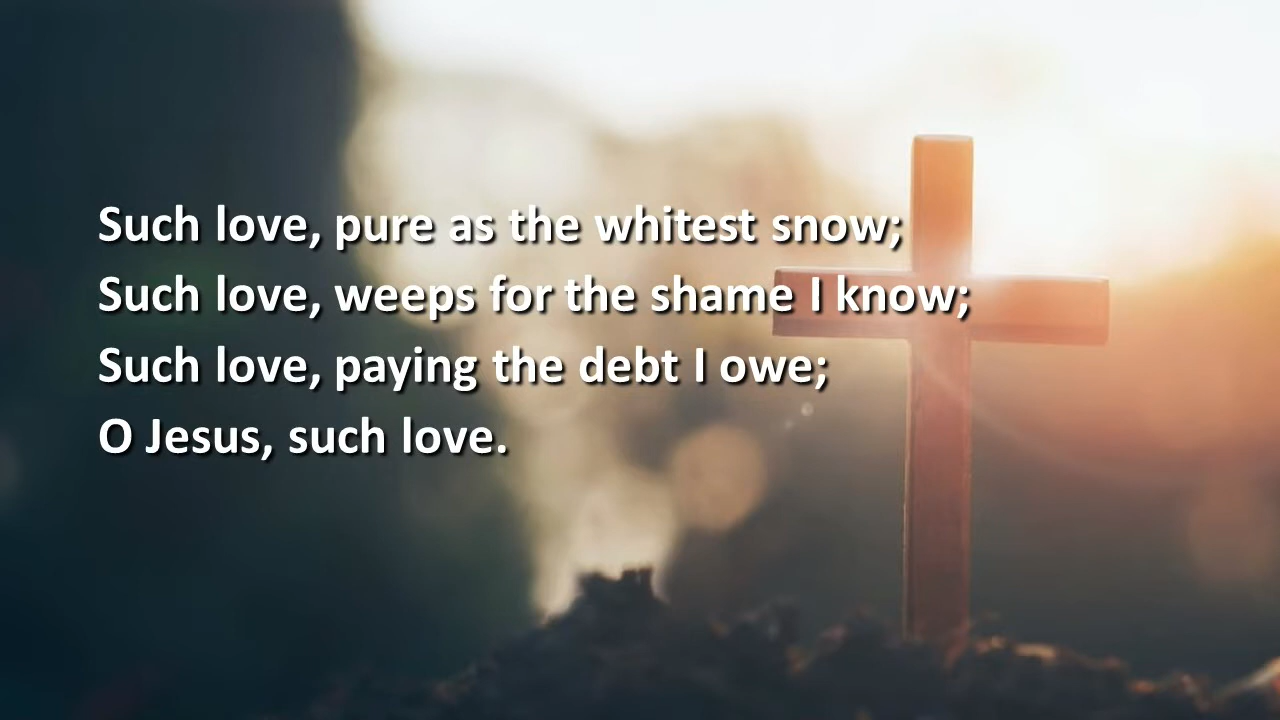 Such love, pure as the whitest snow;
Such love, weeps for the shame I know;
Such love, paying the debt I owe;
O Jesus, such love.